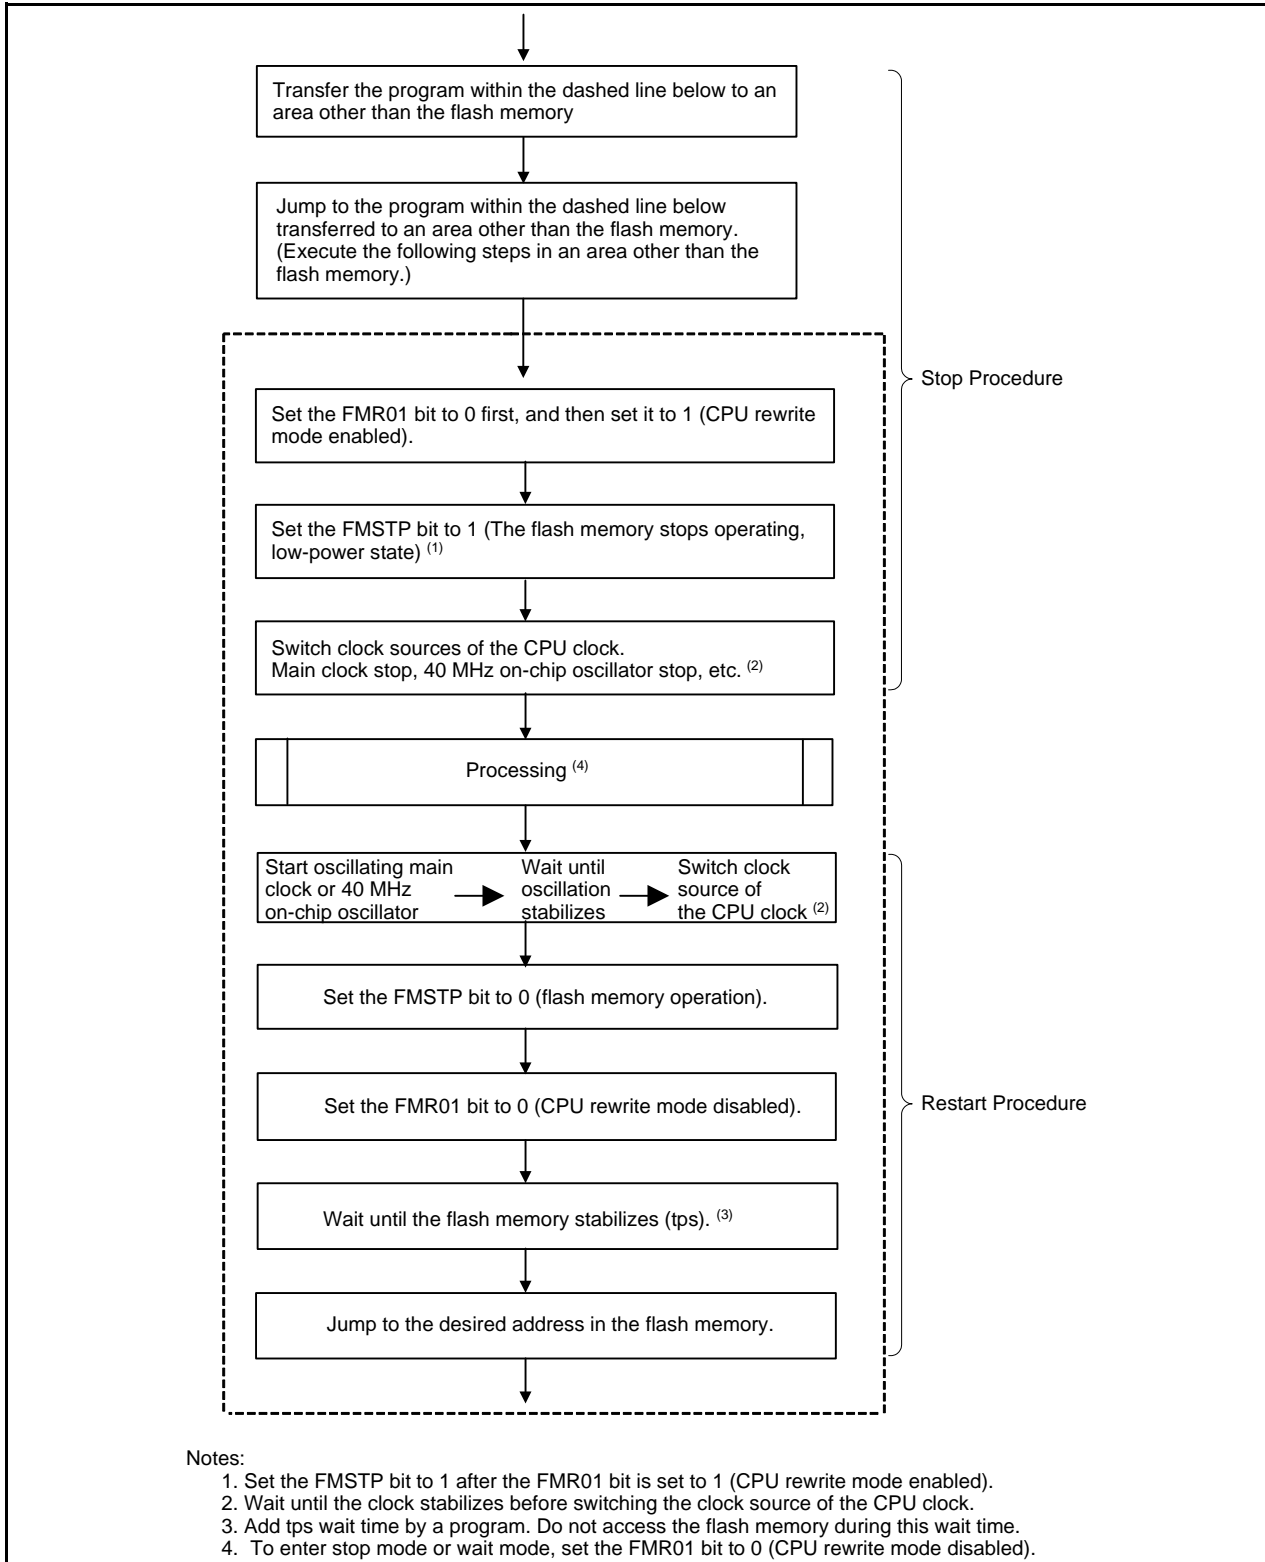 Transfer the program within the dashed line below to an
area other than the flash memory
Jump to the program within the dashed line below
transferred to an area other than the flash memory.
(Execute the following steps in an area other than the
flash memory.)
Stop Procedure
Set the FMR01 bit to 0 first, and then set it to 1 (CPU rewrite
mode enabled).
Set the FMSTP bit to 1 (The flash memory stops operating,
low-power state) (1)
Switch clock sources of the CPU clock.
Main clock stop, 40 MHz on-chip oscillator stop, etc. (2)
Processing (4)
Start oscillating main
clock or 40 MHz
on-chip oscillator
Wait until
oscillation
stabilizes
Switch clock
source of
the CPU clock (2)
Set the FMSTP bit to 0 (flash memory operation).
Set the FMR01 bit to 0 (CPU rewrite mode disabled).
Restart Procedure
Wait until the flash memory stabilizes (tps). (3)
Jump to the desired address in the flash memory.
Notes:
1. Set the FMSTP bit to 1 after the FMR01 bit is set to 1 (CPU rewrite mode enabled).
2. Wait until the clock stabilizes before switching the clock source of the CPU clock.
3. Add tps wait time by a program. Do not access the flash memory during this wait time.
4. To enter stop mode or wait mode, set the FMR01 bit to 0 (CPU rewrite mode disabled).